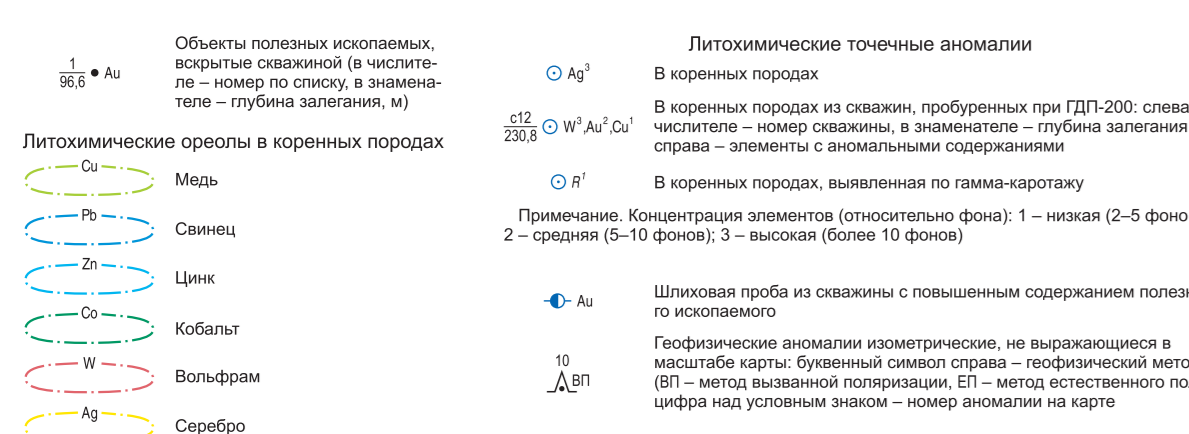 1
96,6
Au
Объекты полезных ископаемых,
вскрытые скважиной (в числите-
ле – номер по списку, в знамена-
теле – глубина залегания, м)
Литохимические ореолы в коренных породах
Cu
Медь
Pb
Свинец
Zn
Цинк
Co
Кобальт
W
Вольфрам
Ag
Серебро
Литохимические точечные аномалии
Ag³
В коренных породах
c12
230,8
W³,Au²,Cu¹
В коренных породах из скважин, пробуренных при ГДП-200: слева
числителе – номер скважины, в знаменателе – глубина залегания
справа – элементы с аномальными содержаниями
R¹
В коренных породах, выявленная по гамма-каротажу
Примечание. Концентрация элементов (относительно фона): 1 – низкая (2–5 фоно
2 – средняя (5–10 фонов); 3 – высокая (более 10 фонов)
Au
Шлиховая проба из скважины с повышенным содержанием полезн
го ископаемого
10
ВП
Геофизические аномалии изометрические, не выражающиеся в
масштабе карты: буквенный символ справа – геофизический мето
(ВП – метод вызванной поляризации, ЕП – метод естественного по
цифра над условным знаком – номер аномалии на карте